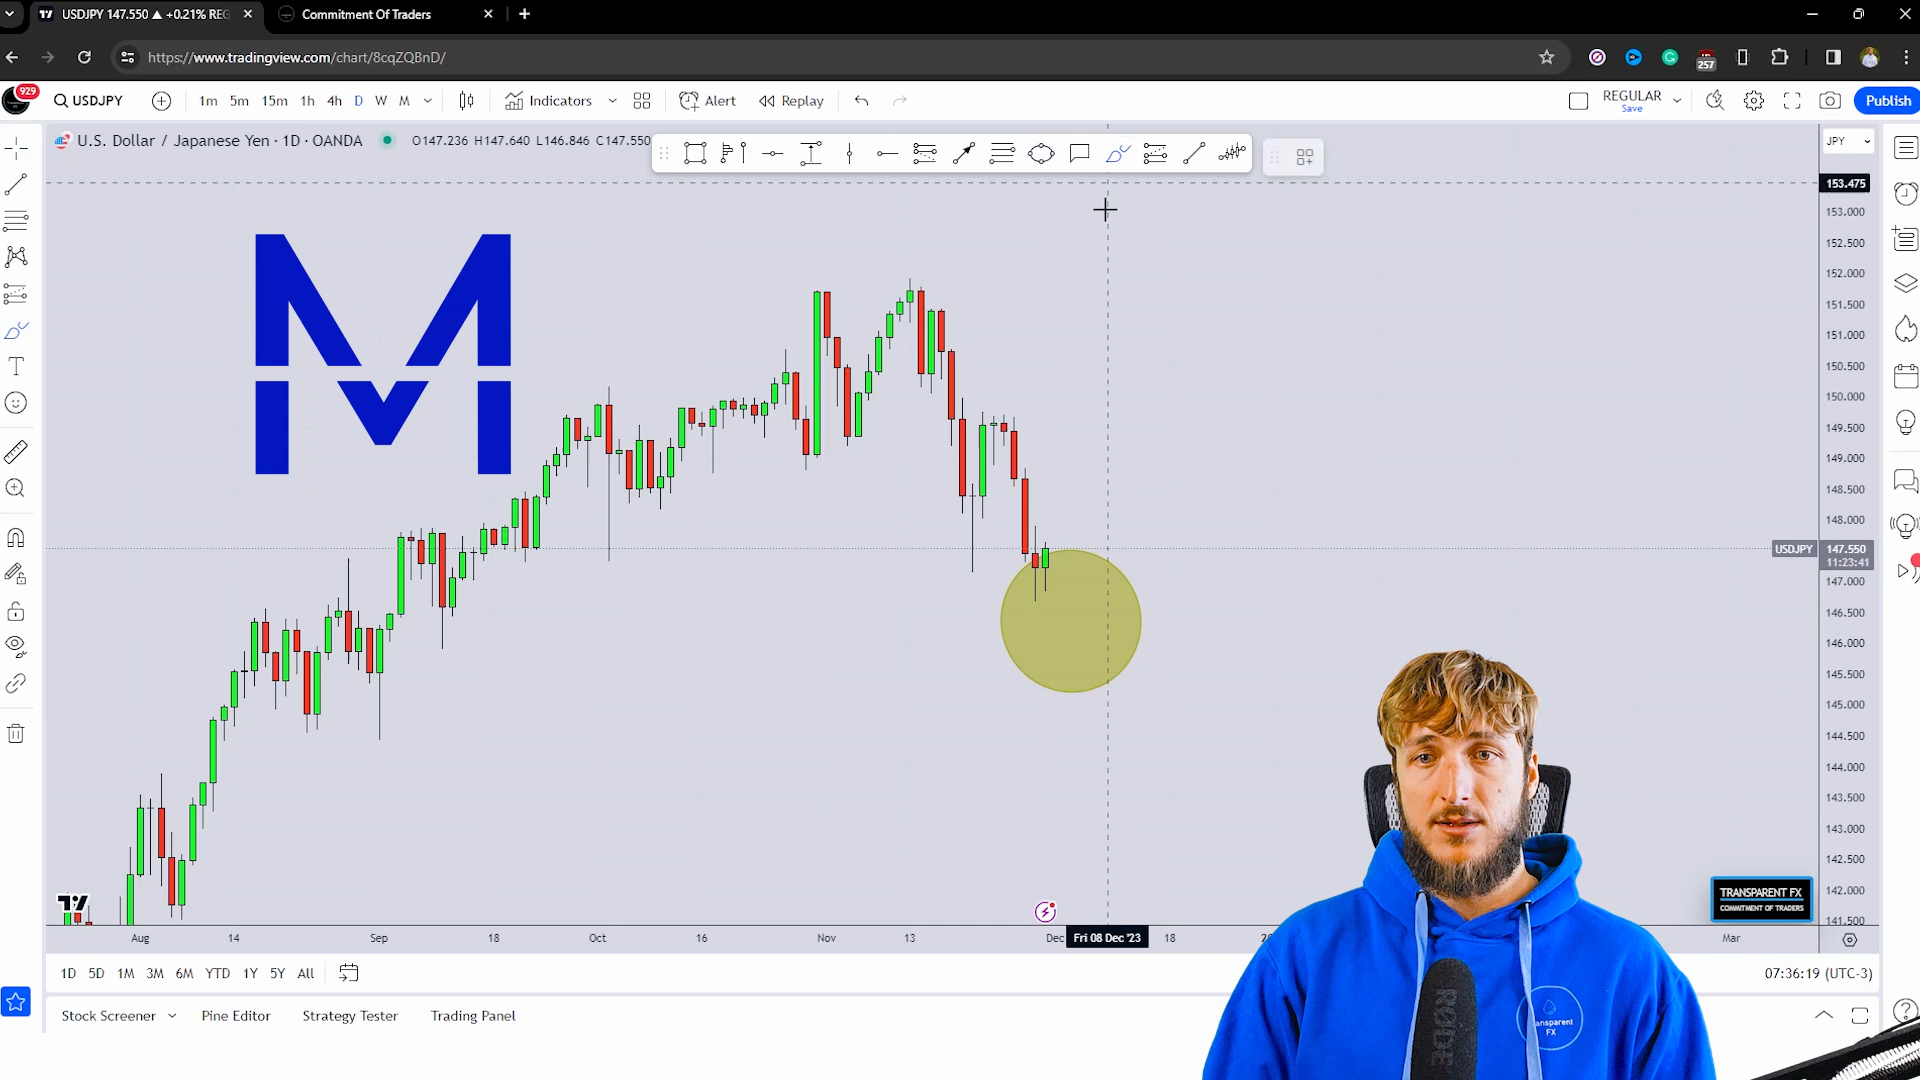 USDJPY 147.550 ▲ +0.21% REG
Commitment Of Traders
https://www.tradingview.com/chart/8cqZQBnD/
257
929
USDJPY
1m 5m 15m 1h 4h D W M
Indicators
Alert
Replay
REGULAR
Save
Publish
U.S. Dollar / Japanese Yen · 1D · OANDA
O147.236 H147.640 L146.846 C147.550
JPY
153.475
153.000
152.500
152.000
151.500
151.000
150.500
150.000
149.500
149.000
148.500
148.000
USDJPY 147.550
11:23:41
147.000
146.500
146.000
145.500
145.000
144.500
144.000
143.500
143.000
142.500
142.000
141.500
M
TRANSPARENT FX
COMMITMENT OF TRADERS
Aug 14 Sep 18 Oct 16 Nov 13 Dec Fri 08 Dec '23 18 Mar
1D 5D 1M 3M 6M YTD 1Y 5Y All
07:36:19 (UTC-3)
Stock Screener
Pine Editor
Strategy Tester
Trading Panel
RØDE
FX